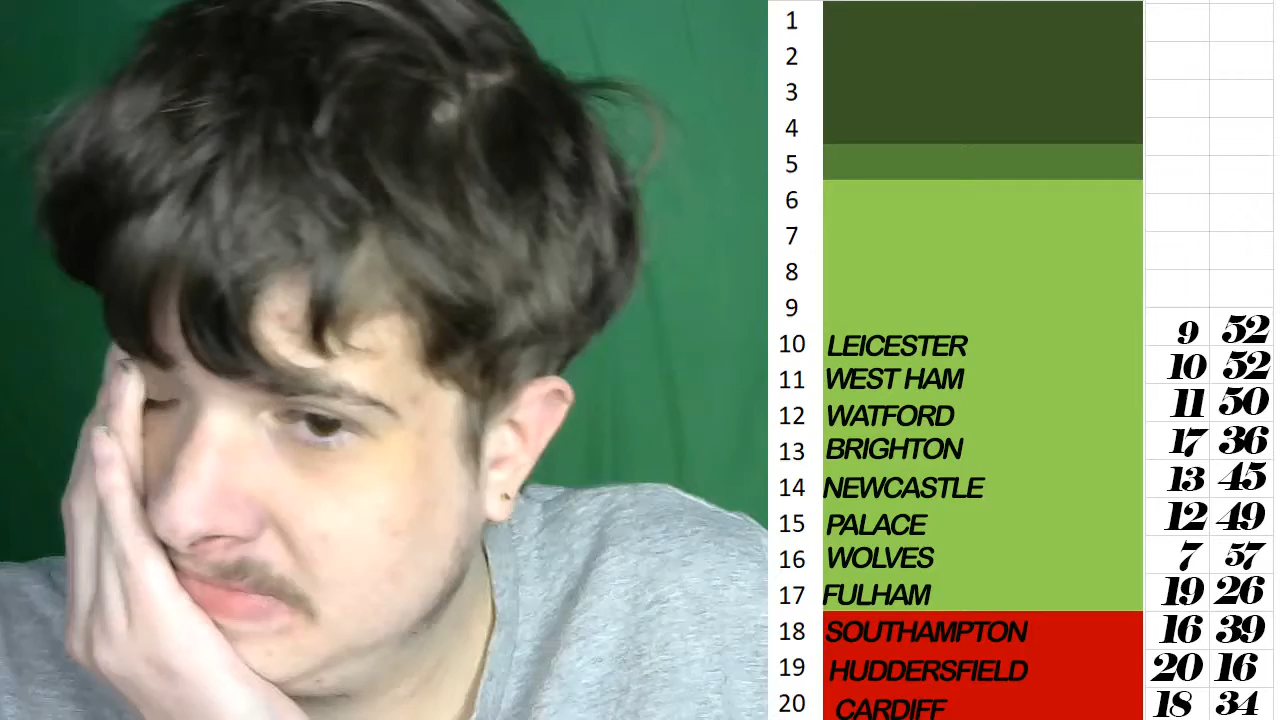 1
2
3
4
5
6
7
8
9
10 LEICESTER 9 52
11 WEST HAM 10 52
12 WATFORD 11 50
13 BRIGHTON 17 36
14 NEWCASTLE 13 45
15 PALACE 12 49
16 WOLVES 7 57
17 FULHAM 19 26
18 SOUTHAMPTON 16 39
19 HUDDERSFIELD 20 16
20 CARDIFF 18 34